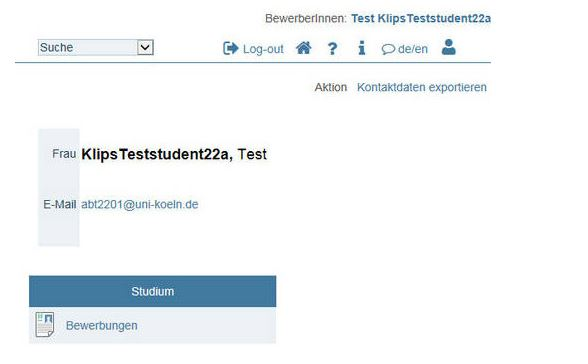 BewerberInnen: Test KlipsTeststudent22a
Suche
Log-out ? i de/en
Aktion Kontaktdaten exportieren
Frau KlipsTeststudent22a, Test
E-Mail abt2201@uni-koeln.de
Studium
Bewerbungen